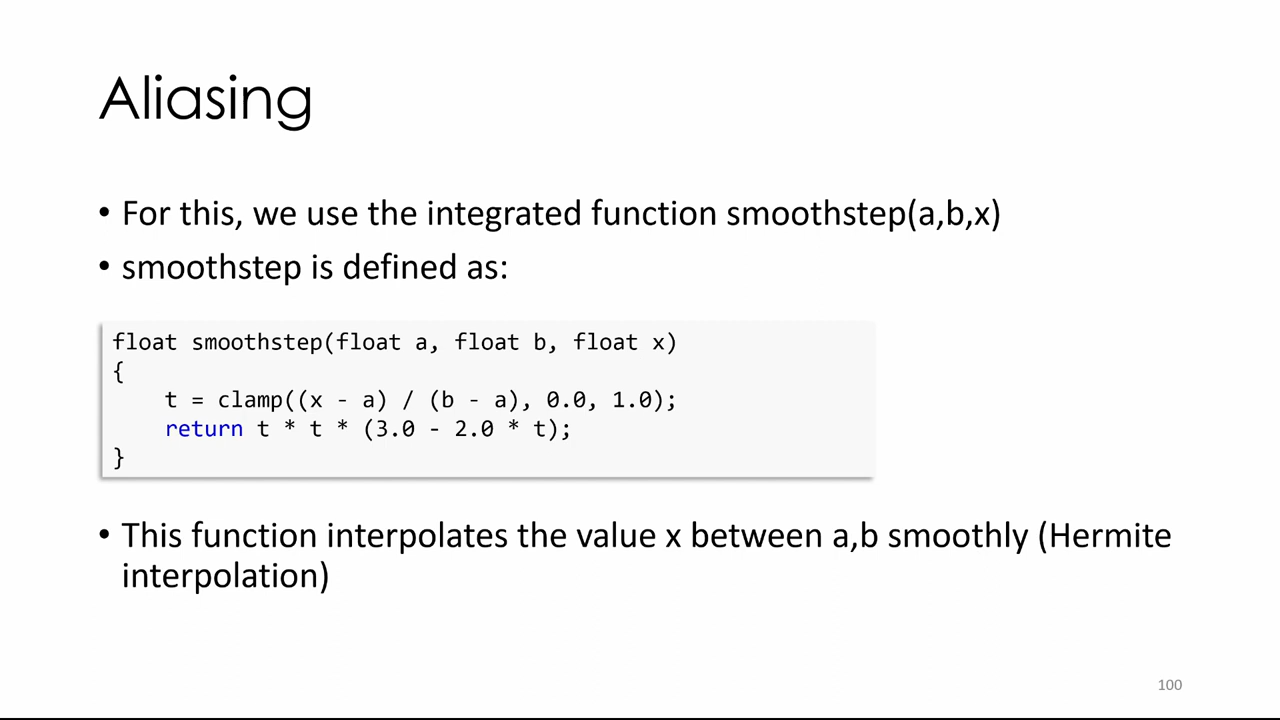 Aliasing
• For this, we use the integrated function smoothstep(a,b,x)
• smoothstep is defined as:
float smoothstep(float a, float b, float x)
{
    t = clamp((x - a) / (b - a), 0.0, 1.0);
    return t * t * (3.0 - 2.0 * t);
}
• This function interpolates the value x between a,b smoothly (Hermite
interpolation)
100